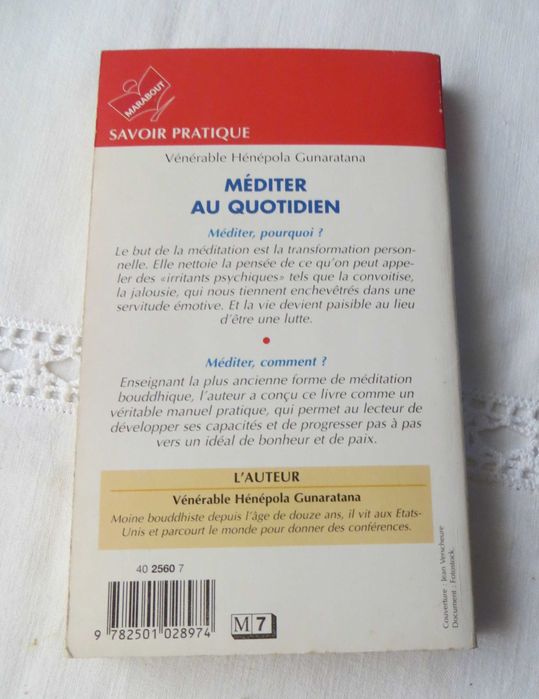 MARABOUT
SAVOIR PRATIQUE
Vénérable Hénépola Gunaratana
MÉDITER
AU QUOTIDIEN
Méditer, pourquoi ?
Le but de la méditation est la transformation person-
nelle. Elle nettoie la pensée de ce qu'on peut appe-
ler des «irritants psychiques» tels que la convoitise,
la jalousie, qui nous tiennent enchevêtrés dans une
servitude émotive. Et la vie devient paisible au lieu
d'être une lutte.
Méditer, comment ?
Enseignant la plus ancienne forme de méditation
bouddhique, l'auteur a conçu ce livre comme un
véritable manuel pratique, qui permet au lecteur de
développer ses capacités et de progresser pas à pas
vers un idéal de bonheur et de paix.
L'AUTEUR
Vénérable Hénépola Gunaratana
Moine bouddhiste depuis l'âge de douze ans, il vit aux Etats-
Unis et parcourt le monde pour donner des conférences.
40 2560 7
9 782501 028974
M 7
Couverture : Jean Verscheure
Document : Fotostock.